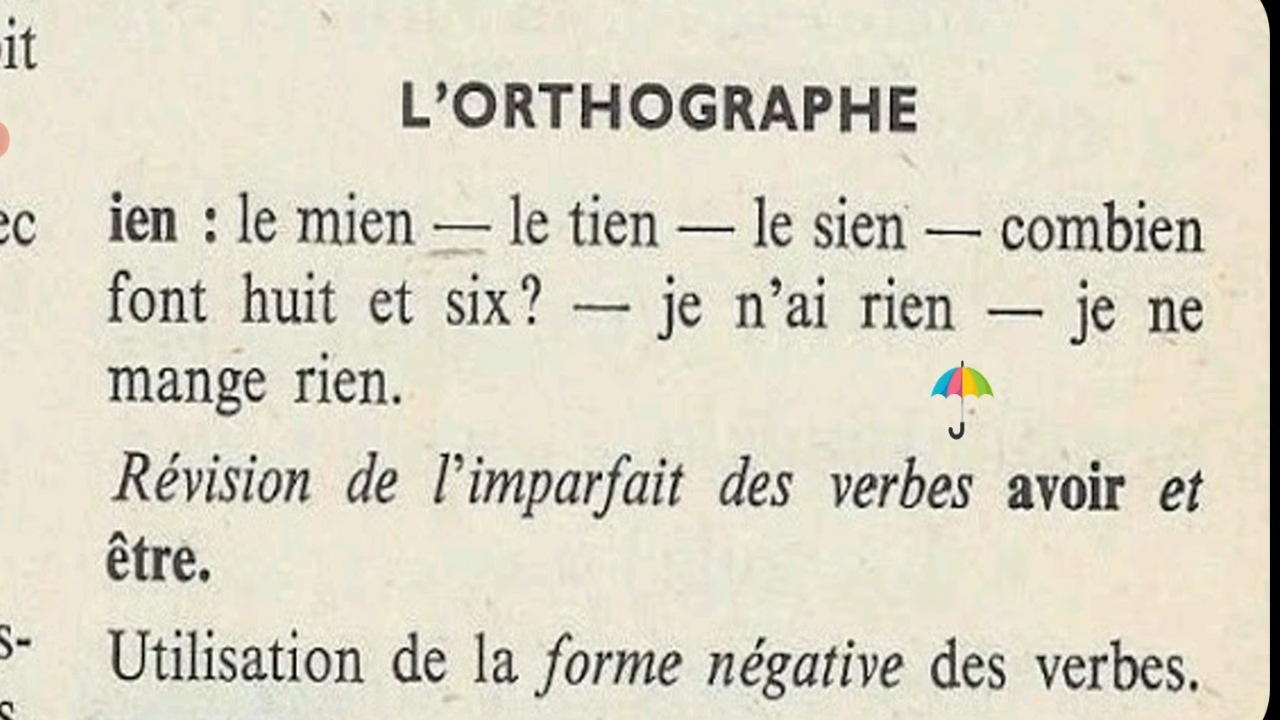 L'ORTHOGRAPHE
ien : le mien — le tien — le sien — combien
font huit et six ? — je n'ai rien — je ne
mange rien.
Révision de l'imparfait des verbes avoir et
être.
Utilisation de la forme négative des verbes.